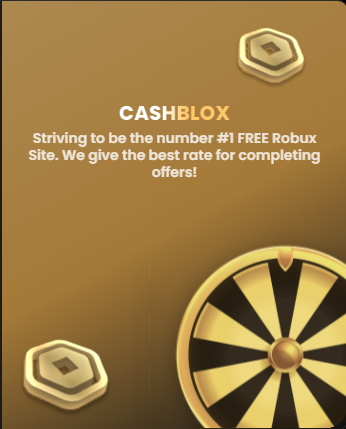 CASHBLOX
Striving to be the number #1 FREE Robux
Site. We give the best rate for completing
offers!